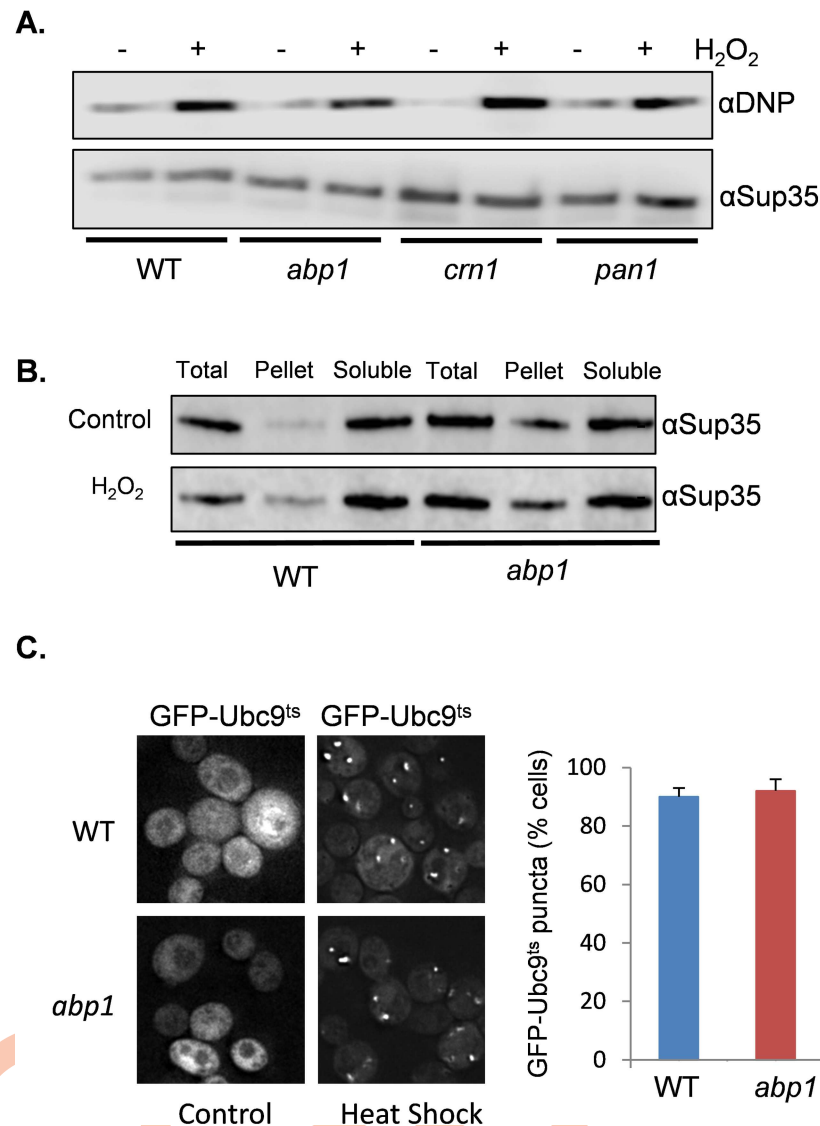 A.
- + - + - + - + H₂O₂
αDNP
αSup35
WT abp1 crn1 pan1
B.
Total Pellet Soluble Total Pellet Soluble
Control αSup35
H₂O₂ αSup35
WT abp1
C.
GFP-Ubc9ᵗˢ GFP-Ubc9ᵗˢ
WT
abp1
Control Heat Shock
GFP-Ubc9ᵗˢ puncta (% cells)
100
80
60
40
20
0
WT abp1